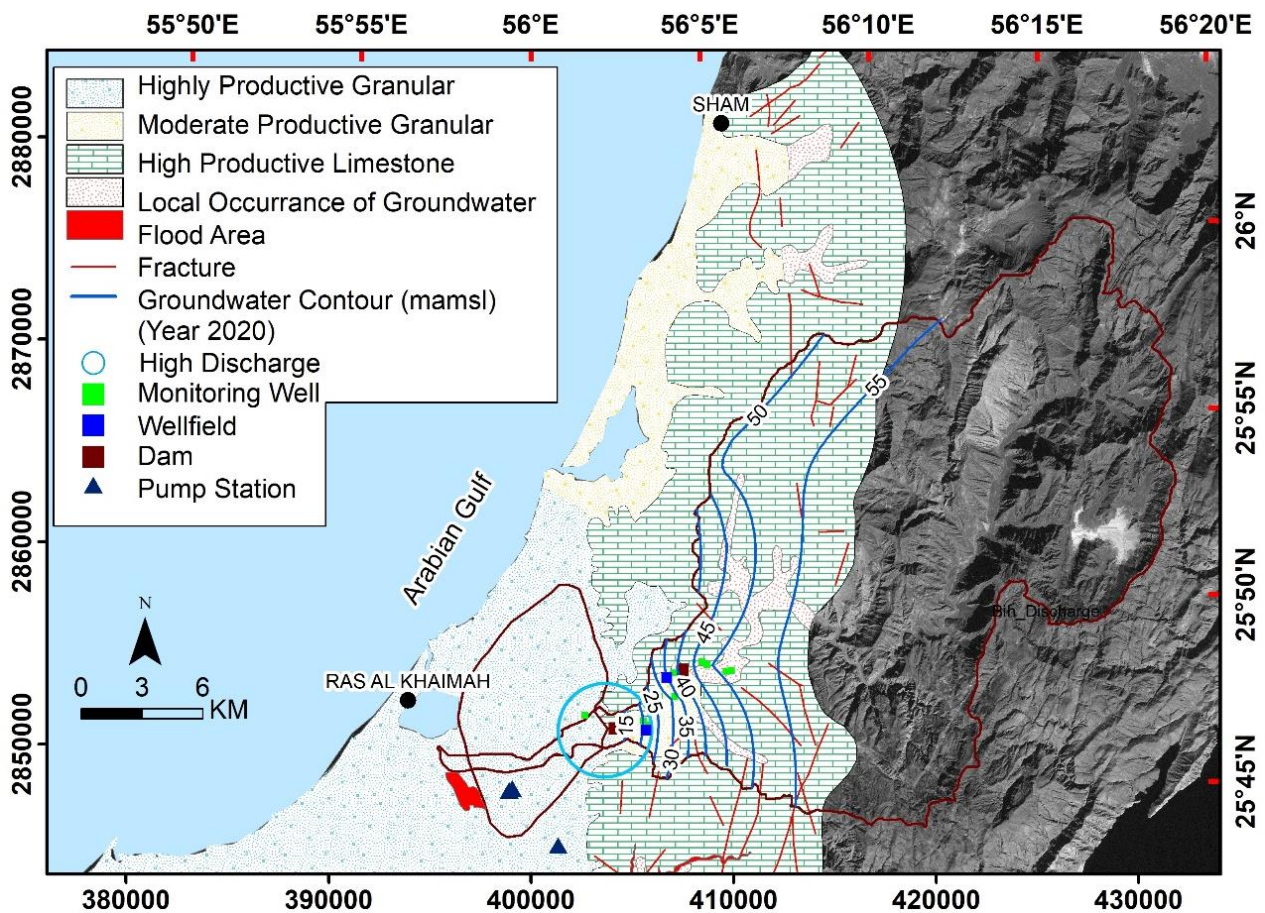 55°50'E 55°55'E 56°0'E 56°5'E 56°10'E 56°15'E 56°20'E
Highly Productive Granular
Moderate Productive Granular
High Productive Limestone
Local Occurrance of Groundwater
Flood Area
Fracture
Groundwater Contour (mamsl)
(Year 2020)
High Discharge
Monitoring Well
Wellfield
Dam
Pump Station
SHAM
50
55
Arabian Gulf
Bih_Discharge
N
0 3 6
KM
RAS AL KHAIMAH
45
40
25
15
35
30
2880000
2870000
2860000
2850000
26°N
25°55'N
25°50'N
25°45'N
380000 390000 400000 410000 420000 430000